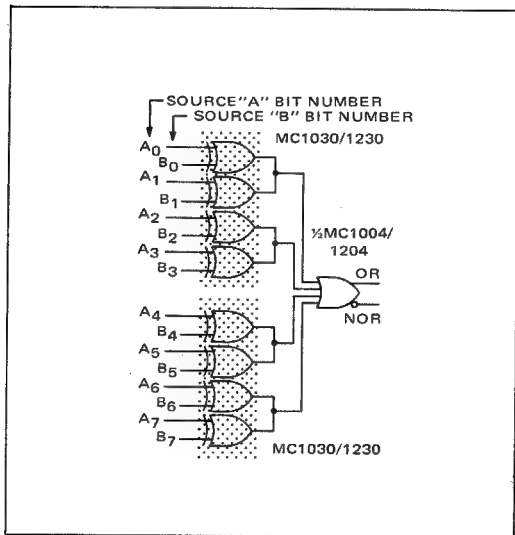 SOURCE "A" BIT NUMBER
SOURCE "B" BIT NUMBER
MC1030/1230
A0
B0
A1
B1
A2
B2
A3
B3
½MC1004/
1204
OR
NOR
A4
B4
A5
B5
A6
B6
A7
B7
MC1030/1230